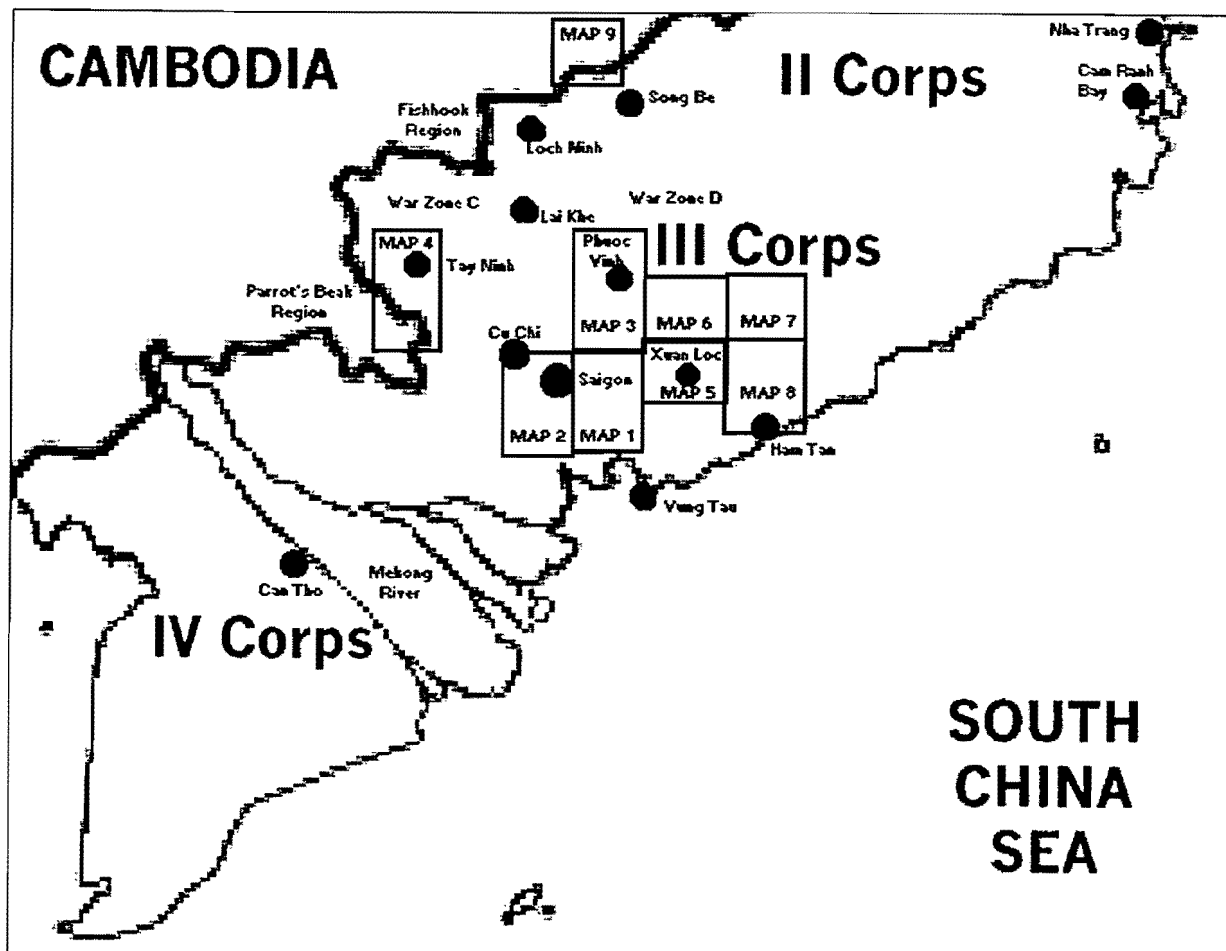 MAP 9
Nha Trang
CAMBODIA
II Corps
Cam Ranh
Bay
Song Be
Fishhook
Region
Loch Ninh
War Zone C
War Zone D
Lai Khe
III Corps
MAP 4
Phuoc
Vinh
Tay Ninh
Parrot's Beak
Region
MAP 3
MAP 6
MAP 7
Cu Chi
Xuan Loc
Saigon
MAP 5
MAP 8
MAP 2
MAP 1
Ham Tan
Vung Tau
Can Tho
Mekong
River
IV Corps
SOUTH
CHINA
SEA